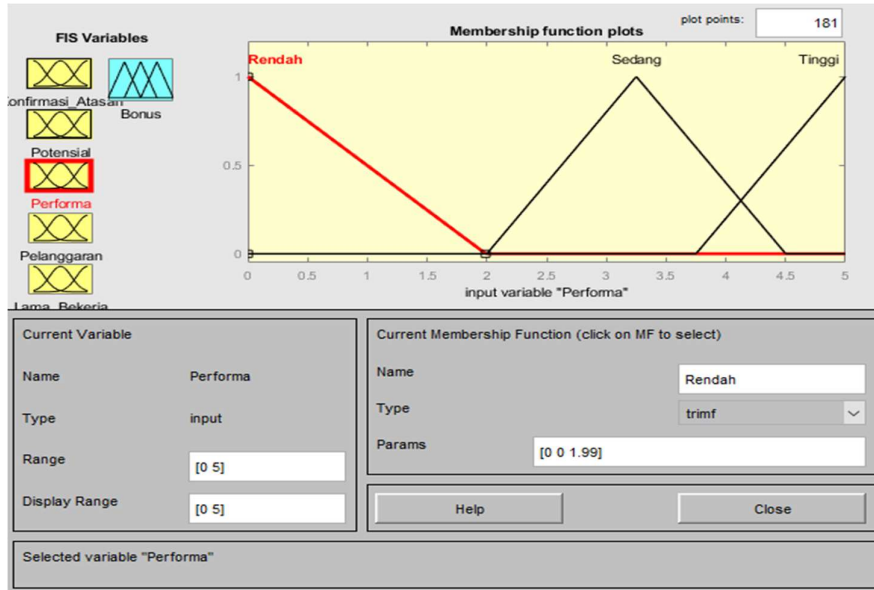 FIS Variables
Membership function plots
plot points:
181
onfirmasi_Atasan
Bonus
Potensial
Performa
Pelanggaran
Lama_Bekerja
Rendah
Sedang
Tinggi
1
0.5
0
0 0.5 1 1.5 2 2.5 3 3.5 4 4.5 5
input variable "Performa"
Current Variable
Name Performa
Type input
Range [0 5]
Display Range [0 5]
Current Membership Function (click on MF to select)
Name Rendah
Type trimf
Params [0 0 1.99]
Help Close
Selected variable "Performa"